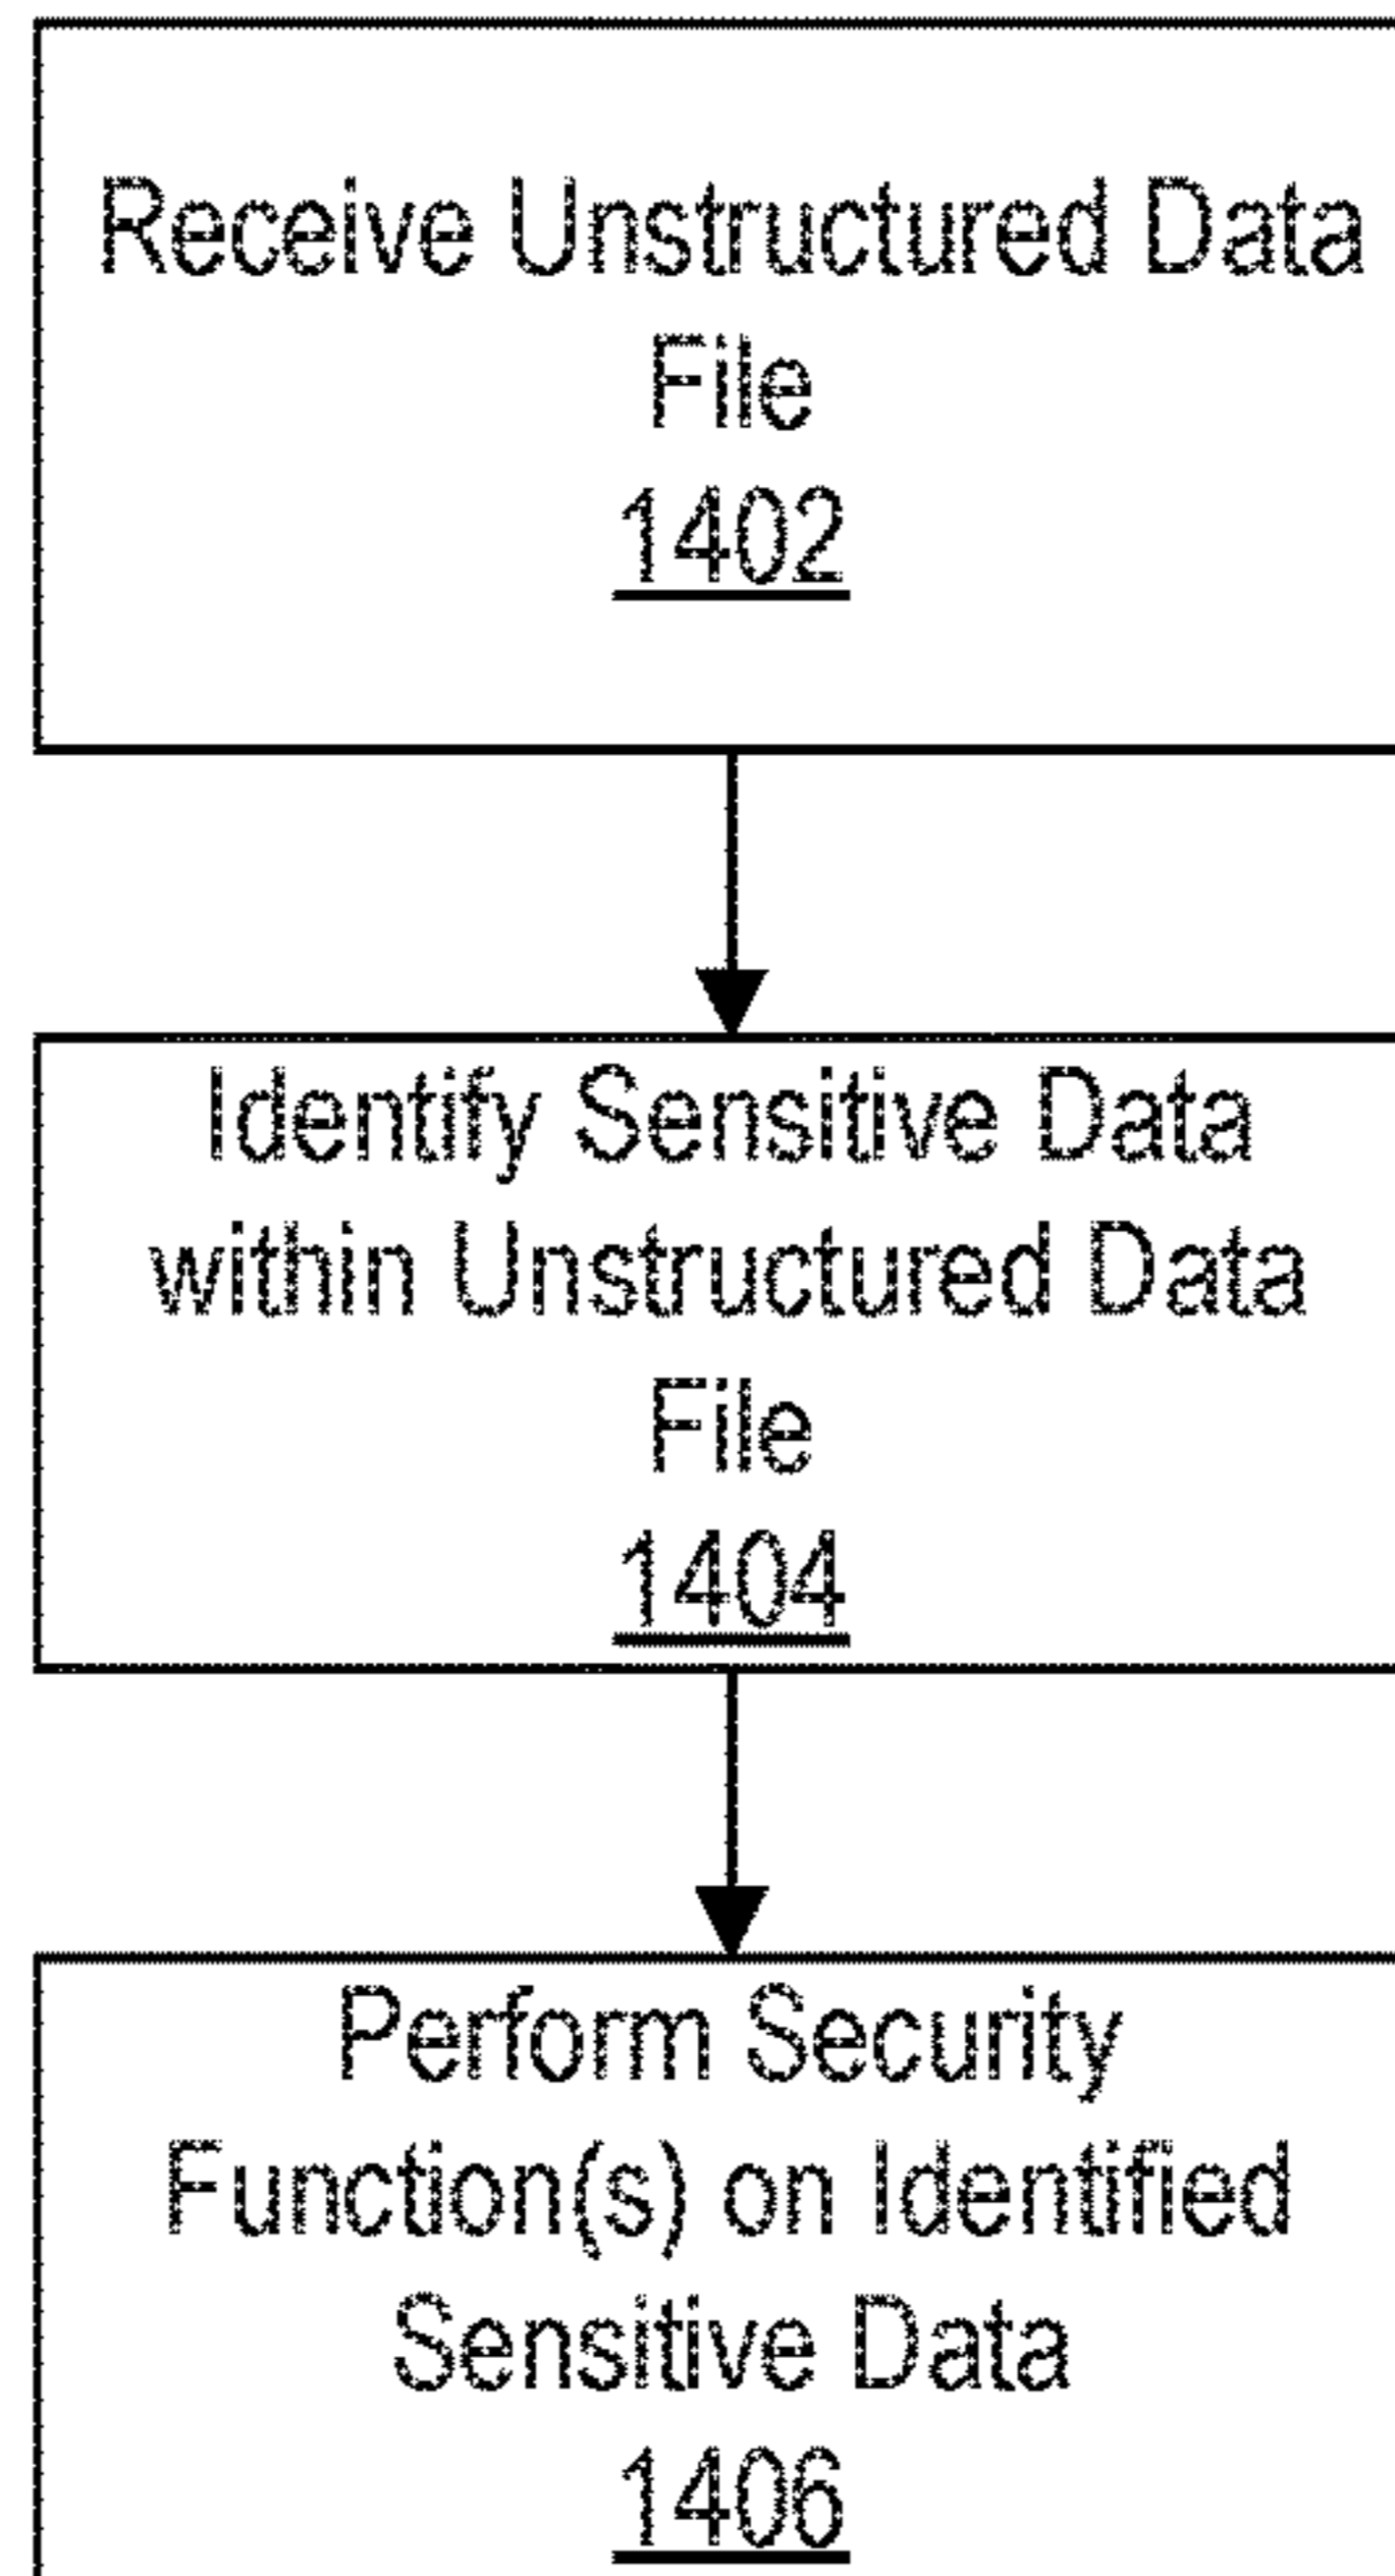 Receive Unstructured Data
File
1402
Identify Sensitive Data
within Unstructured Data
File
1404
Perform Security
Function(s) on Identified
Sensitive Data
1406